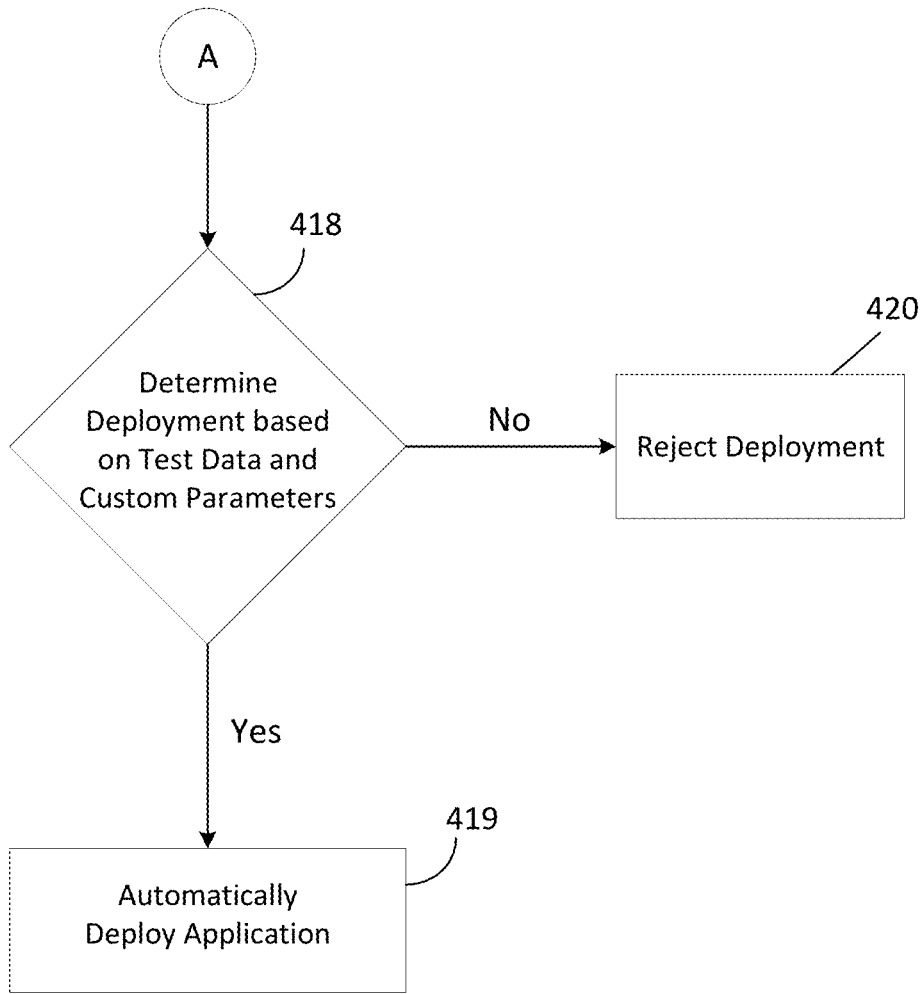 A
418
Determine
Deployment based
on Test Data and
Custom Parameters
No
420
Reject Deployment
Yes
419
Automatically
Deploy Application